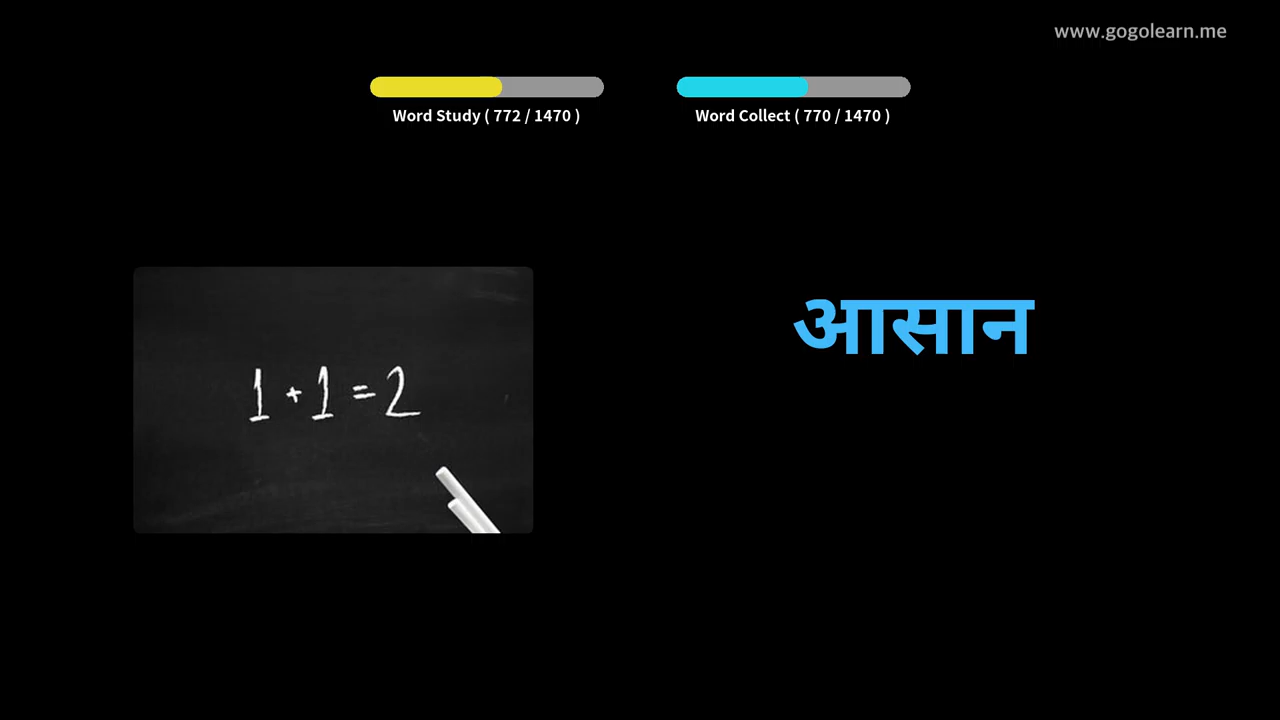 www.gogolearn.me
Word Study ( 772 / 1470 )
Word Collect ( 770 / 1470 )
1 + 1 = 2
आसान